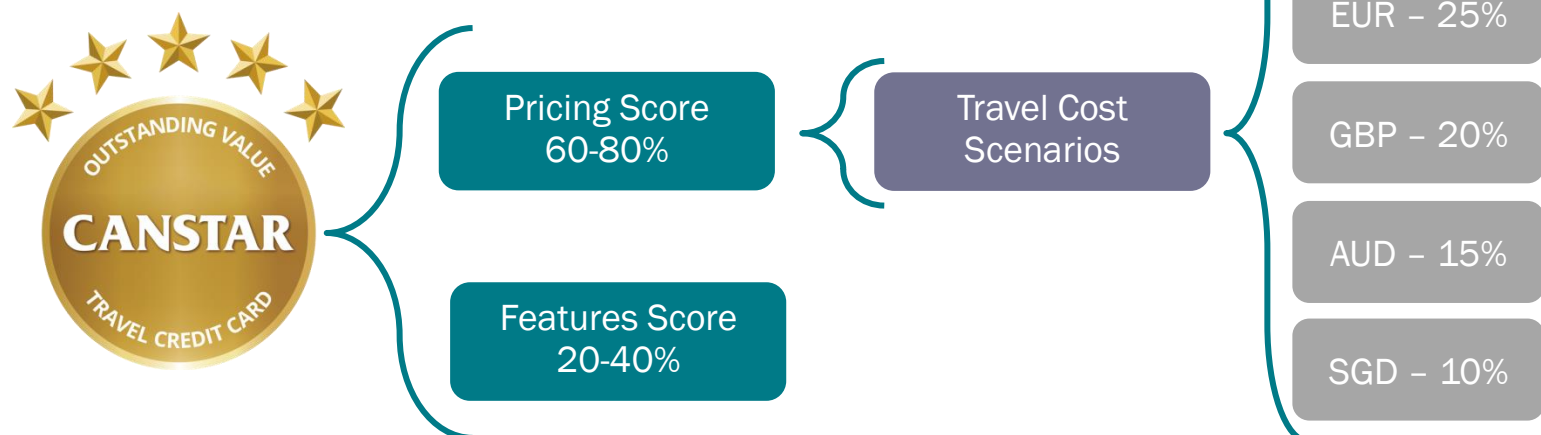 OUTSTANDING VALUE
CANSTAR
TRAVEL CREDIT CARD
Pricing Score
60-80%
Features Score
20-40%
Travel Cost
Scenarios
EUR – 25%
GBP – 20%
AUD – 15%
SGD – 10%